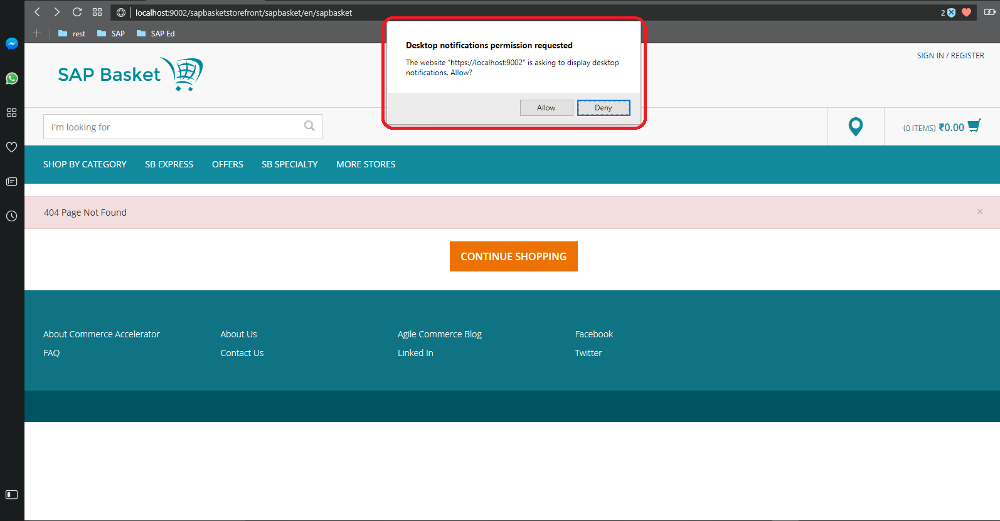 localhost:9002/sapbasketstorefront/sapbasket/en/sapbasket
2
rest SAP SAP Ed
Desktop notifications permission requested
The website "https://localhost:9002" is asking to display desktop
notifications. Allow?
Allow Deny
SAP Basket
SIGN IN / REGISTER
I'm looking for
(0 ITEMS) ₹0.00
SHOP BY CATEGORY SB EXPRESS OFFERS SB SPECIALTY MORE STORES
404 Page Not Found ×
CONTINUE SHOPPING
About Commerce Accelerator About Us Agile Commerce Blog Facebook
FAQ Contact Us Linked In Twitter